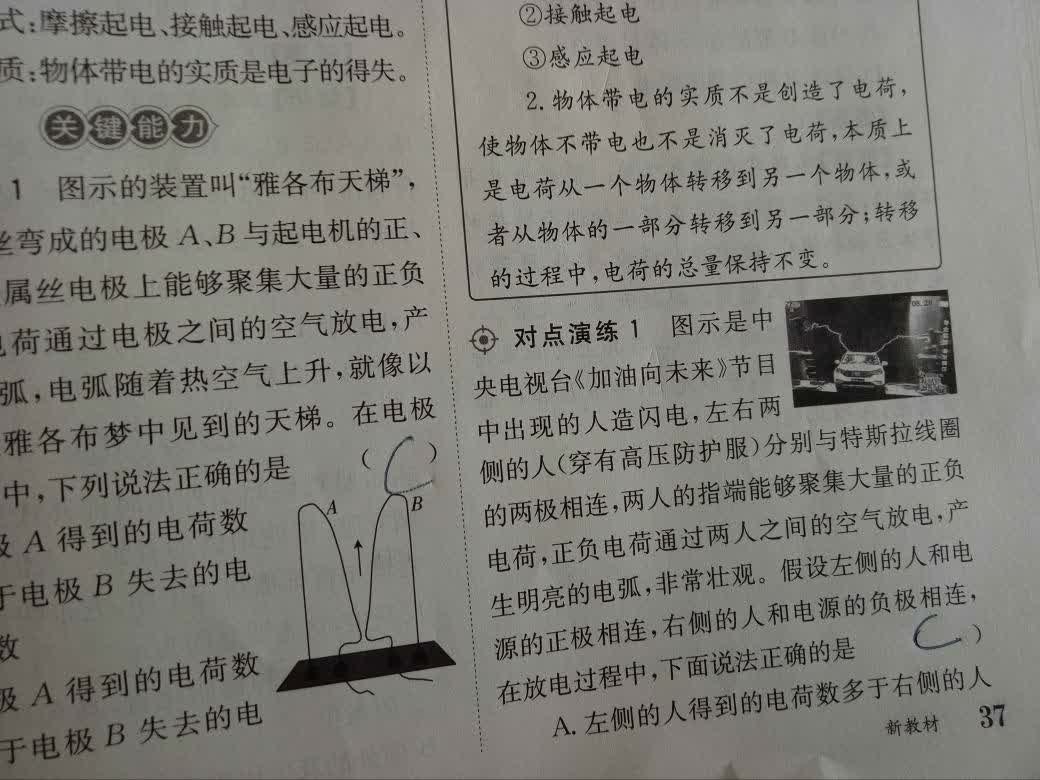 式:摩擦起电、接触起电、感应起电。
质:物体带电的实质是电子的得失。
关键能力
1 图示的装置叫“雅各布天梯”,
丝弯成的电极 A、B 与起电机的正、
属丝电极上能够聚集大量的正负
电荷通过电极之间的空气放电,产
弧,电弧随着热空气上升,就像以
雅各布梦中见到的天梯。在电极
中,下列说法正确的是 ( C )
极 A 得到的电荷数
于电极 B 失去的电
数
极 A 得到的电荷数
于电极 B 失去的电
A
B
②接触起电
③感应起电
2. 物体带电的实质不是创造了电荷,
使物体不带电也不是消灭了电荷,本质上
是电荷从一个物体转移到另一个物体,或
者从物体的一部分转移到另一部分;转移
的过程中,电荷的总量保持不变。
对点演练 1 图示是中
央电视台《加油向未来》节目
中出现的人造闪电,左右两
侧的人(穿有高压防护服)分别与特斯拉线圈
的两极相连,两人的指端能够聚集大量的正负
电荷,正负电荷通过两人之间的空气放电,产
生明亮的电弧,非常壮观。假设左侧的人和电
源的正极相连,右侧的人和电源的负极相连,
在放电过程中,下面说法正确的是 C )
A. 左侧的人得到的电荷数多于右侧的人
新教材 37